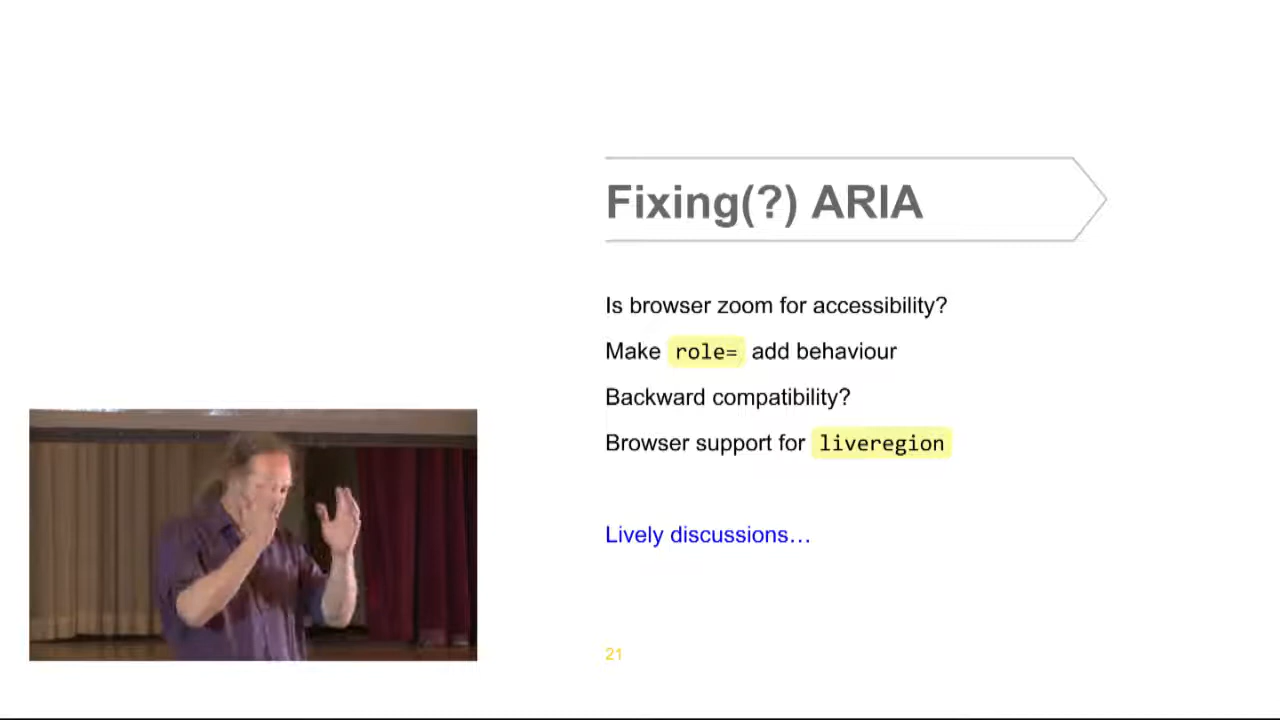 Fixing(?) ARIA
Is browser zoom for accessibility?
Make role= add behaviour
Backward compatibility?
Browser support for liveregion
Lively discussions…
21